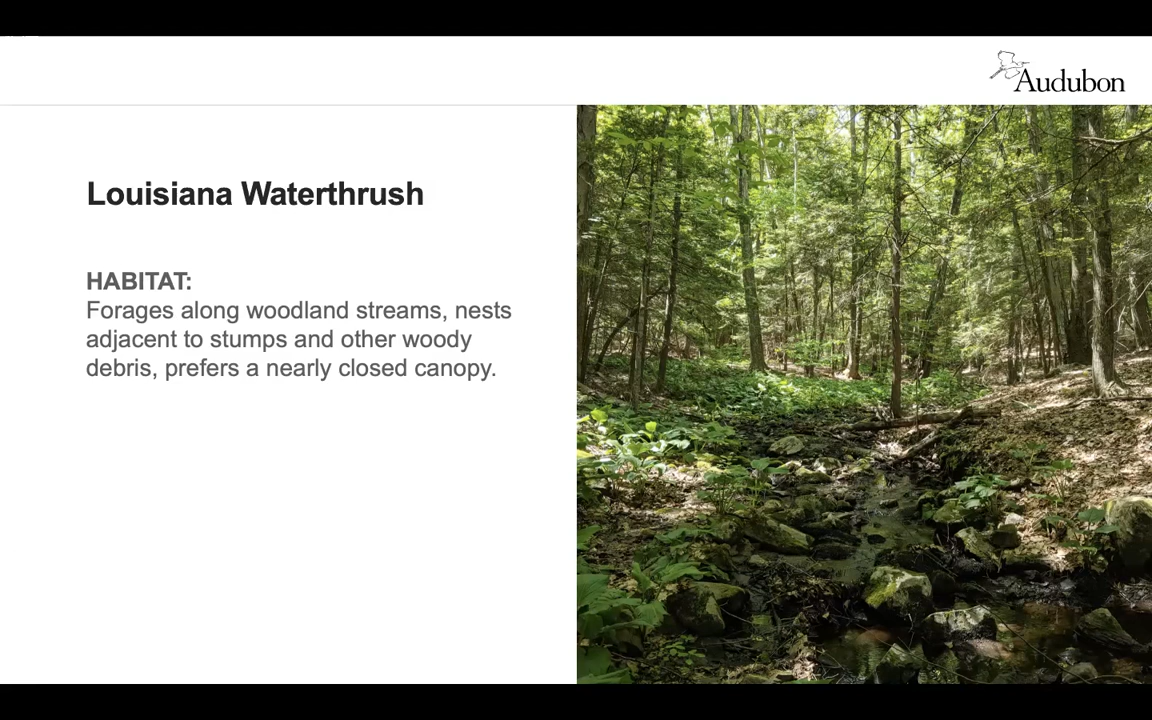 Audubon
Louisiana Waterthrush
HABITAT:
Forages along woodland streams, nests
adjacent to stumps and other woody
debris, prefers a nearly closed canopy.